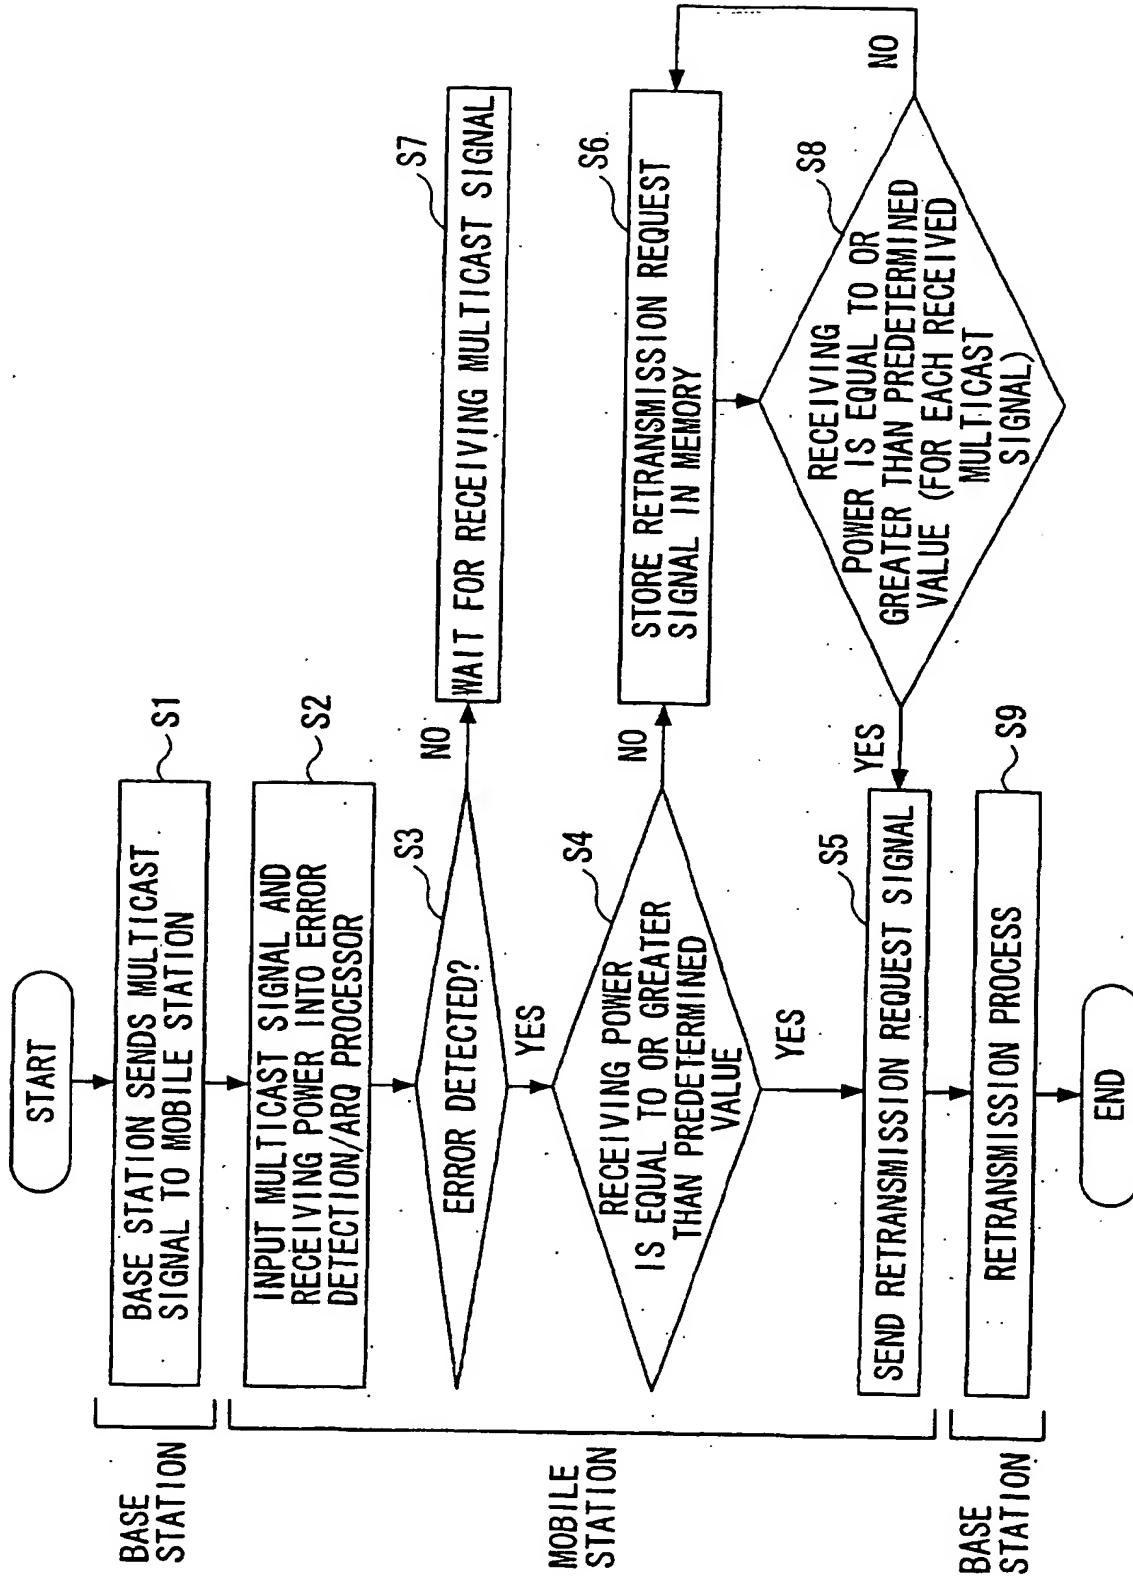 START
BASE STATION SENDS MULTICAST
SIGNAL TO MOBILE STATION
S1
BASE
STATION
INPUT MULTICAST SIGNAL AND
RECEIVING POWER INTO ERROR
DETECTION/ARQ PROCESSOR
S2
ERROR DETECTED?
S3
NO
WAIT FOR RECEIVING MULTICAST SIGNAL
S7
YES
MOBILE
STATION
RECEIVING POWER
IS EQUAL TO OR GREATER
THAN PREDETERMINED
VALUE
S4
NO
STORE RETRANSMISSION REQUEST
SIGNAL IN MEMORY
S6
YES
RECEIVING
POWER IS EQUAL TO OR
GREATER THAN PREDETERMINED
VALUE (FOR EACH RECEIVED
MULTICAST
SIGNAL)
S8
NO
YES
SEND RETRANSMISSION REQUEST SIGNAL
S5
BASE
STATION
RETRANSMISSION PROCESS
S9
END